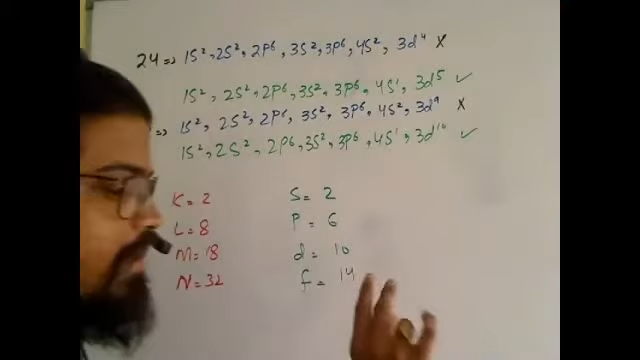 24 => 1S², 2S², 2P⁶, 3S², 3P⁶, 4S², 3d⁴ X
1S², 2S², 2P⁶, 3S², 3P⁶, 4S¹, 3d⁵ ✓
=> 1S², 2S², 2P⁶, 3S², 3P⁶, 4S², 3d⁹ X
1S², 2S², 2P⁶, 3S², 3P⁶, 4S¹, 3d¹⁰ ✓
K = 2
L = 8
M = 18
N = 32
S = 2
P = 6
d = 10
f = 14